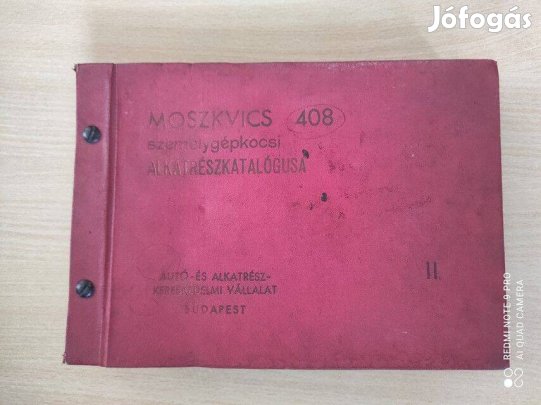 Jófogás
MOSZKVICS 408
személygépkocsi
ALKATRÉSZKATALÓGUSA
AUTÓ-ÉS ALKATRÉSZ-
KERESKEDELMI VÁLLALAT
BUDAPEST
II
REDMI NOTE 9 PRO
AI QUAD CAMERA